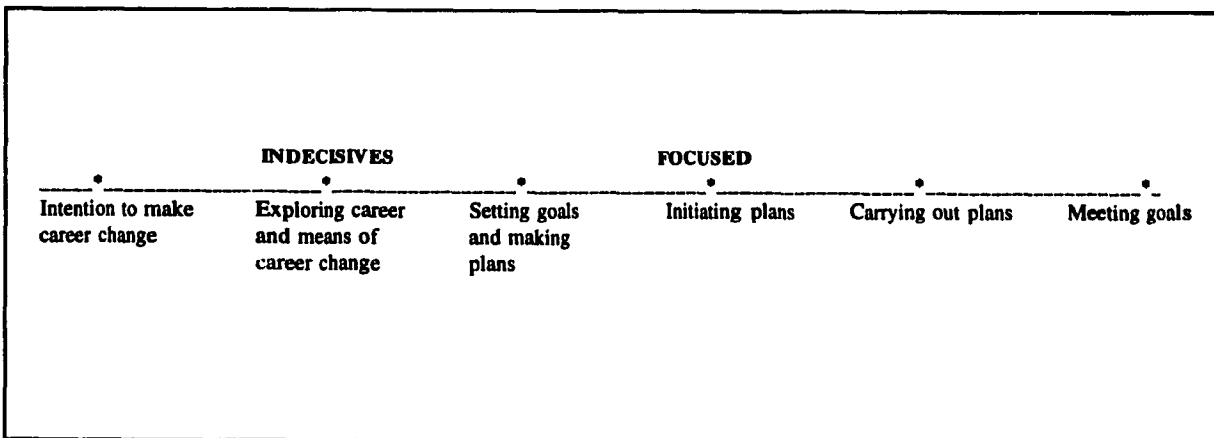 INDECISIVES FOCUSED
Intention to make Exploring career Setting goals Initiating plans Carrying out plans Meeting goals
career change and means of and making
career change plans